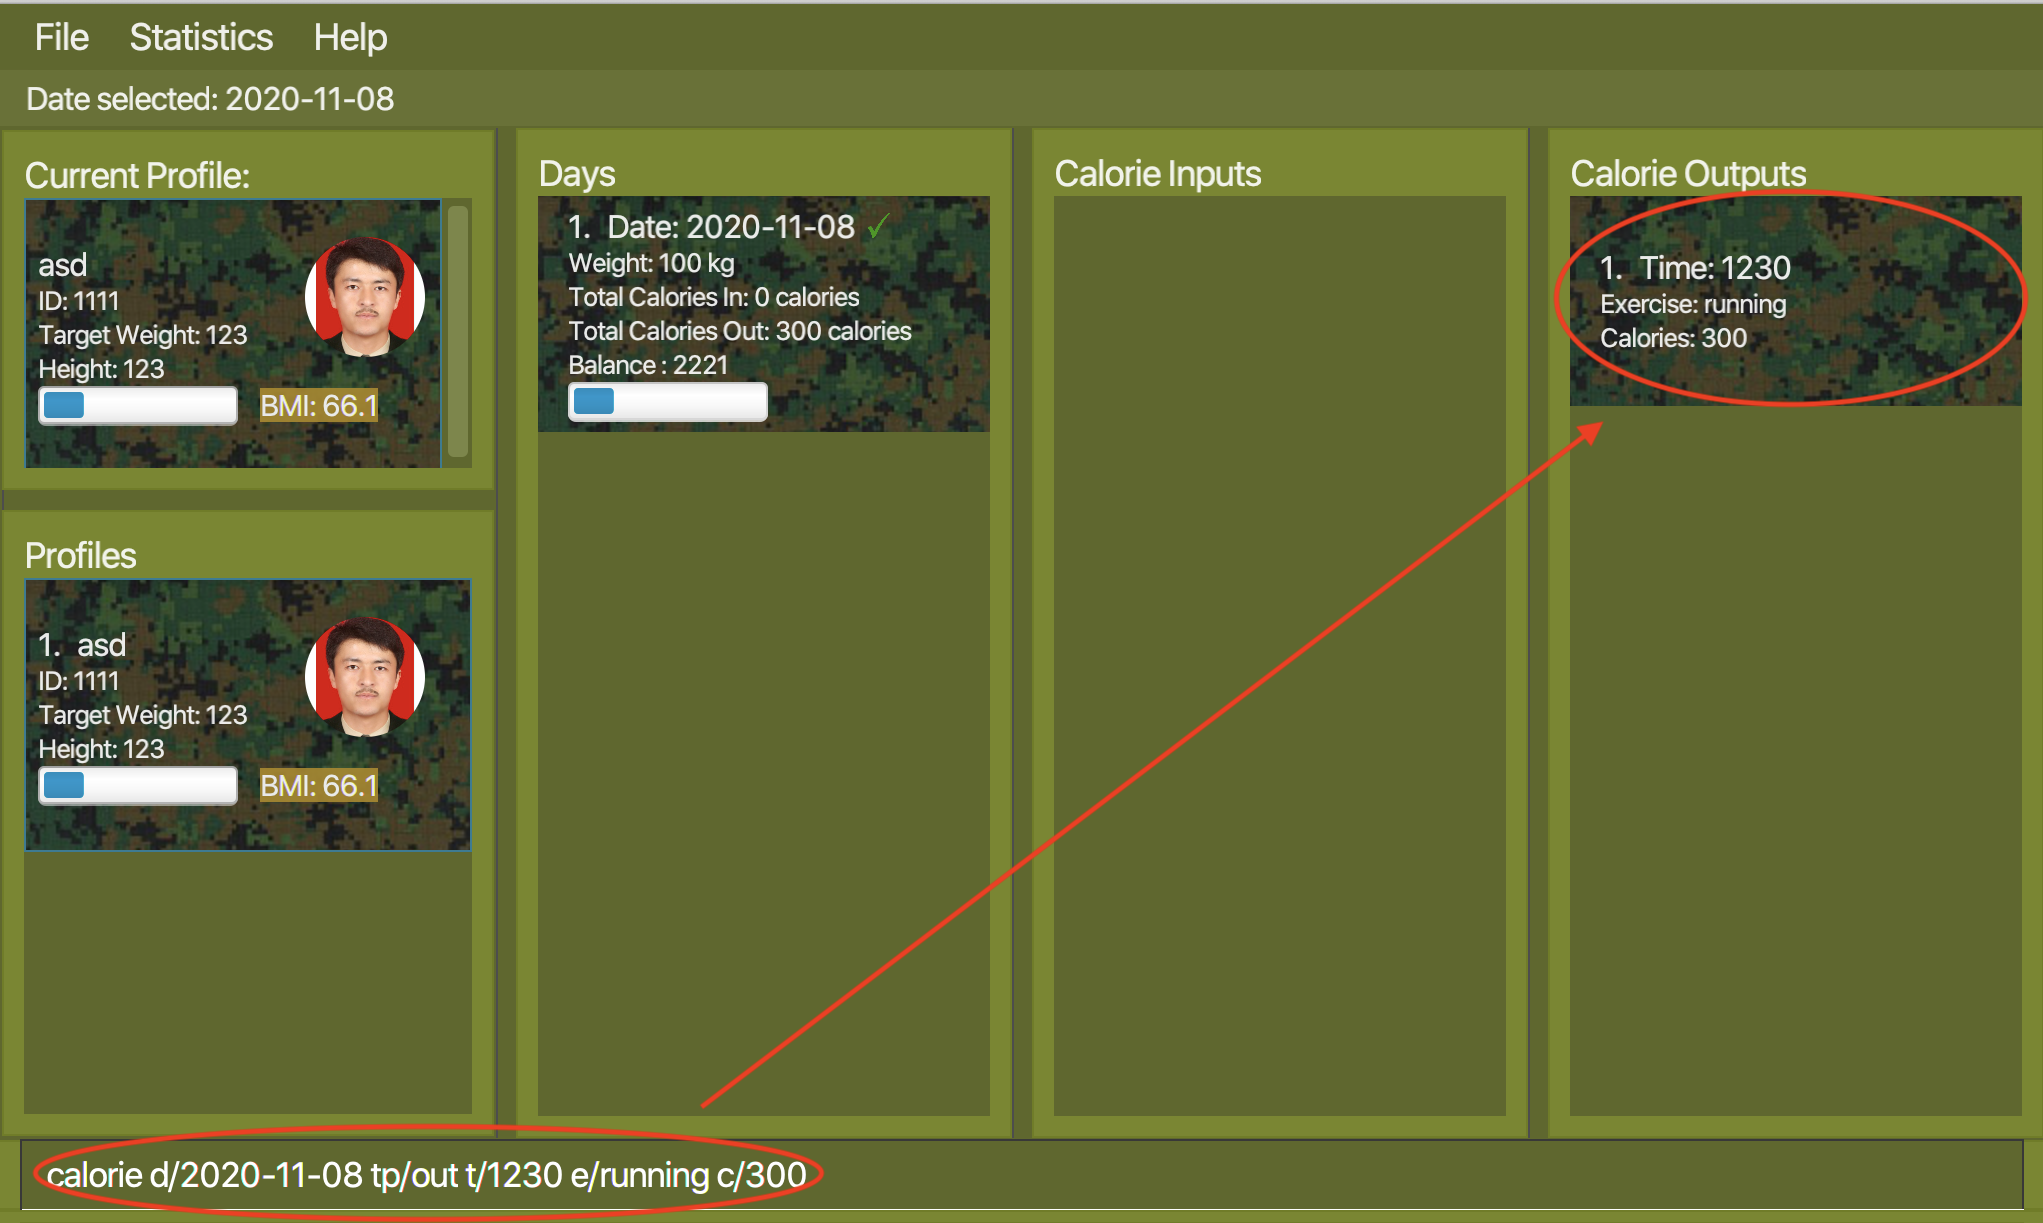 File Statistics Help
Date selected: 2020-11-08
Current Profile:
asd
ID: 1111
Target Weight: 123
Height: 123
BMI: 66.1
Profiles
1. asd
ID: 1111
Target Weight: 123
Height: 123
BMI: 66.1
Days
1. Date: 2020-11-08 ✓
Weight: 100 kg
Total Calories In: 0 calories
Total Calories Out: 300 calories
Balance : 2221
Calorie Inputs
Calorie Outputs
1. Time: 1230
Exercise: running
Calories: 300
calorie d/2020-11-08 tp/out t/1230 e/running c/300